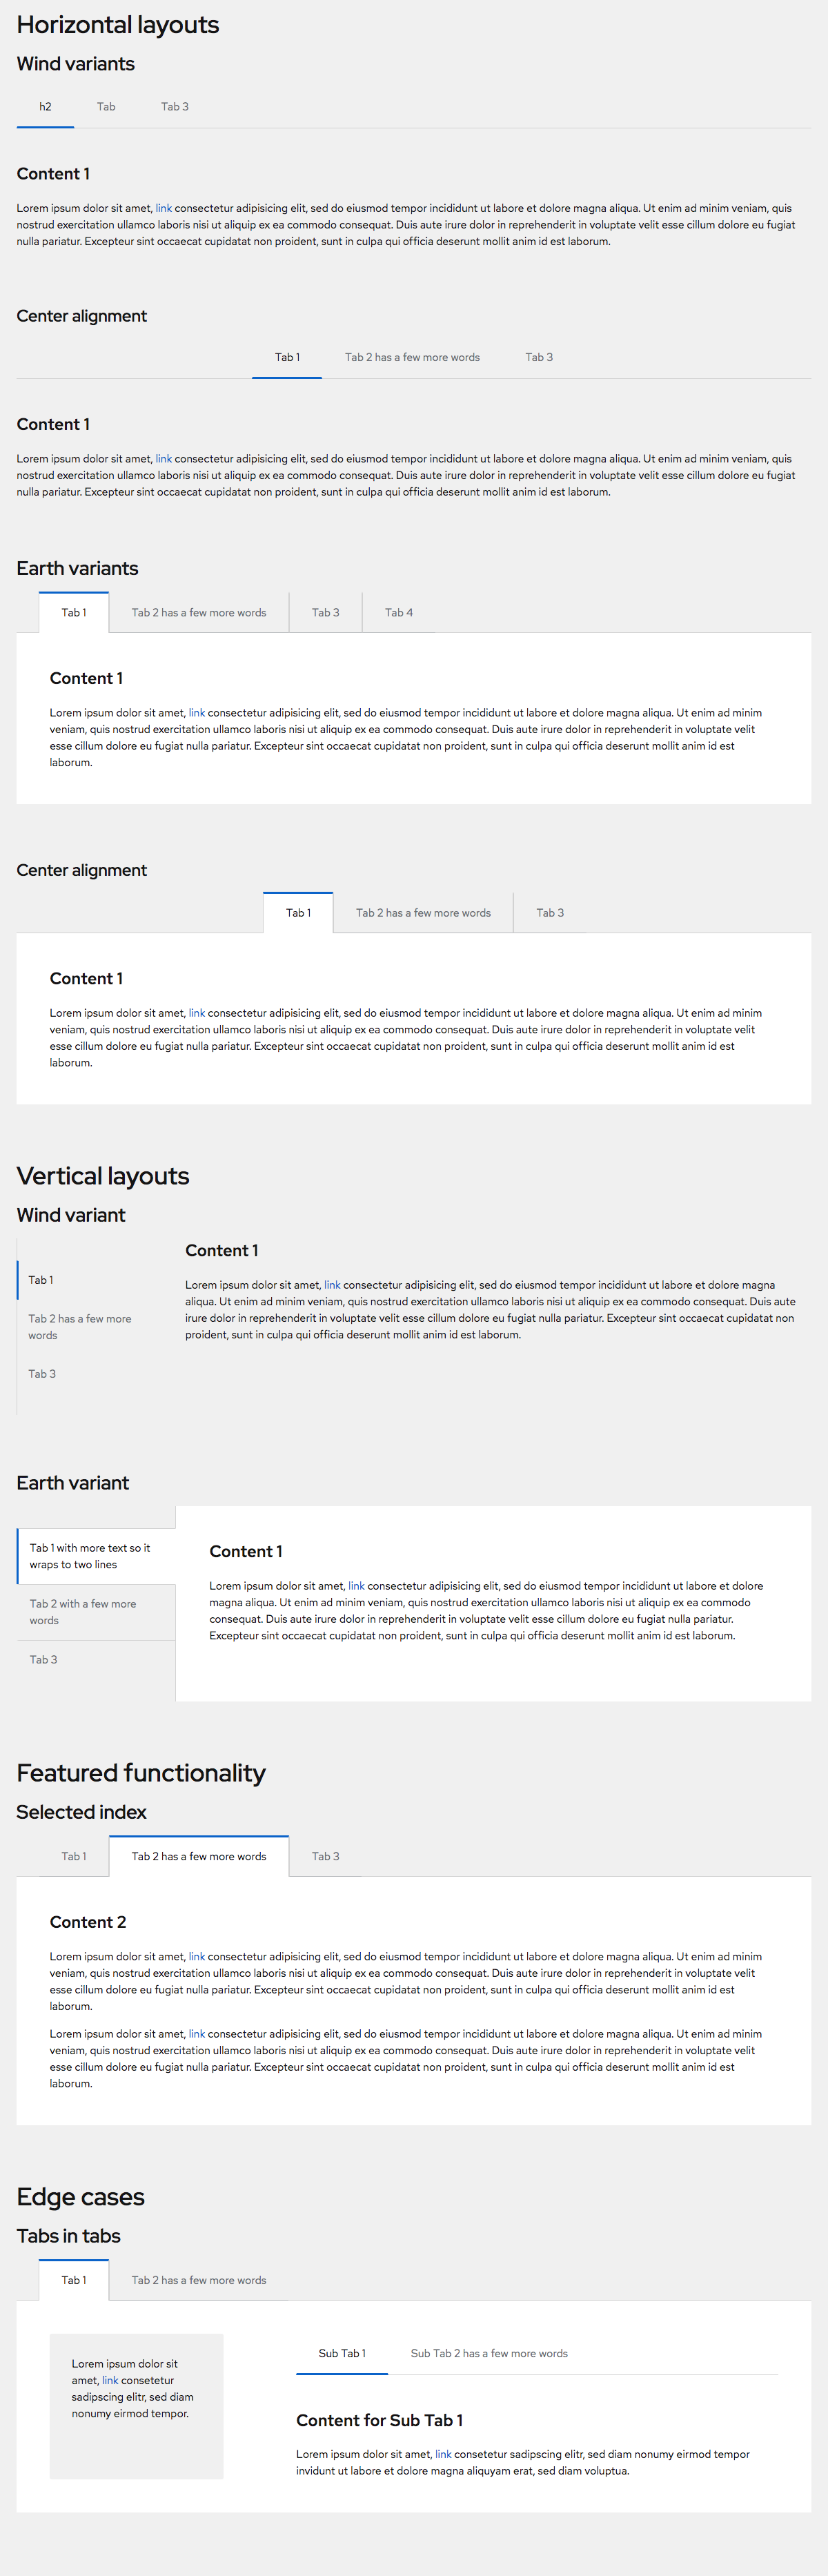 Horizontal layouts
Wind variants
h2 Tab Tab 3
Content 1
Lorem ipsum dolor sit amet, link consectetur adipisicing elit, sed do eiusmod tempor incididunt ut labore et dolore magna aliqua. Ut enim ad minim veniam, quis
nostrud exercitation ullamco laboris nisi ut aliquip ex ea commodo consequat. Duis aute irure dolor in reprehenderit in voluptate velit esse cillum dolore eu fugiat
nulla pariatur. Excepteur sint occaecat cupidatat non proident, sunt in culpa qui officia deserunt mollit anim id est laborum.
Center alignment
Tab 1 Tab 2 has a few more words Tab 3
Content 1
Lorem ipsum dolor sit amet, link consectetur adipisicing elit, sed do eiusmod tempor incididunt ut labore et dolore magna aliqua. Ut enim ad minim veniam, quis
nostrud exercitation ullamco laboris nisi ut aliquip ex ea commodo consequat. Duis aute irure dolor in reprehenderit in voluptate velit esse cillum dolore eu fugiat
nulla pariatur. Excepteur sint occaecat cupidatat non proident, sunt in culpa qui officia deserunt mollit anim id est laborum.
Earth variants
Tab 1 Tab 2 has a few more words Tab 3 Tab 4
Content 1
Lorem ipsum dolor sit amet, link consectetur adipisicing elit, sed do eiusmod tempor incididunt ut labore et dolore magna aliqua. Ut enim ad minim
veniam, quis nostrud exercitation ullamco laboris nisi ut aliquip ex ea commodo consequat. Duis aute irure dolor in reprehenderit in voluptate velit
esse cillum dolore eu fugiat nulla pariatur. Excepteur sint occaecat cupidatat non proident, sunt in culpa qui officia deserunt mollit anim id est
laborum.
Center alignment
Tab 1 Tab 2 has a few more words Tab 3
Content 1
Lorem ipsum dolor sit amet, link consectetur adipisicing elit, sed do eiusmod tempor incididunt ut labore et dolore magna aliqua. Ut enim ad minim
veniam, quis nostrud exercitation ullamco laboris nisi ut aliquip ex ea commodo consequat. Duis aute irure dolor in reprehenderit in voluptate velit
esse cillum dolore eu fugiat nulla pariatur. Excepteur sint occaecat cupidatat non proident, sunt in culpa qui officia deserunt mollit anim id est
laborum.
Vertical layouts
Wind variant
Tab 1
Tab 2 has a few more
words
Tab 3
Content 1
Lorem ipsum dolor sit amet, link consectetur adipisicing elit, sed do eiusmod tempor incididunt ut labore et dolore magna
aliqua. Ut enim ad minim veniam, quis nostrud exercitation ullamco laboris nisi ut aliquip ex ea commodo consequat. Duis aute
irure dolor in reprehenderit in voluptate velit esse cillum dolore eu fugiat nulla pariatur. Excepteur sint occaecat cupidatat non
proident, sunt in culpa qui officia deserunt mollit anim id est laborum.
Earth variant
Tab 1 with more text so it
wraps to two lines
Tab 2 with a few more
words
Tab 3
Content 1
Lorem ipsum dolor sit amet, link consectetur adipisicing elit, sed do eiusmod tempor incididunt ut labore et dolore
magna aliqua. Ut enim ad minim veniam, quis nostrud exercitation ullamco laboris nisi ut aliquip ex ea commodo
consequat. Duis aute irure dolor in reprehenderit in voluptate velit esse cillum dolore eu fugiat nulla pariatur.
Excepteur sint occaecat cupidatat non proident, sunt in culpa qui officia deserunt mollit anim id est laborum.
Featured functionality
Selected index
Tab 1 Tab 2 has a few more words Tab 3
Content 2
Lorem ipsum dolor sit amet, link consectetur adipisicing elit, sed do eiusmod tempor incididunt ut labore et dolore magna aliqua. Ut enim ad minim
veniam, quis nostrud exercitation ullamco laboris nisi ut aliquip ex ea commodo consequat. Duis aute irure dolor in reprehenderit in voluptate velit
esse cillum dolore eu fugiat nulla pariatur. Excepteur sint occaecat cupidatat non proident, sunt in culpa qui officia deserunt mollit anim id est
laborum.
Lorem ipsum dolor sit amet, link consectetur adipisicing elit, sed do eiusmod tempor incididunt ut labore et dolore magna aliqua. Ut enim ad minim
veniam, quis nostrud exercitation ullamco laboris nisi ut aliquip ex ea commodo consequat. Duis aute irure dolor in reprehenderit in voluptate velit
esse cillum dolore eu fugiat nulla pariatur. Excepteur sint occaecat cupidatat non proident, sunt in culpa qui officia deserunt mollit anim id est
laborum.
Edge cases
Tabs in tabs
Tab 1 Tab 2 has a few more words
Lorem ipsum dolor sit
amet, link consetetur
sadipscing elitr, sed diam
nonumy eirmod tempor.
Sub Tab 1 Sub Tab 2 has a few more words
Content for Sub Tab 1
Lorem ipsum dolor sit amet, link consetetur sadipscing elitr, sed diam nonumy eirmod tempor
invidunt ut labore et dolore magna aliquyam erat, sed diam voluptua.